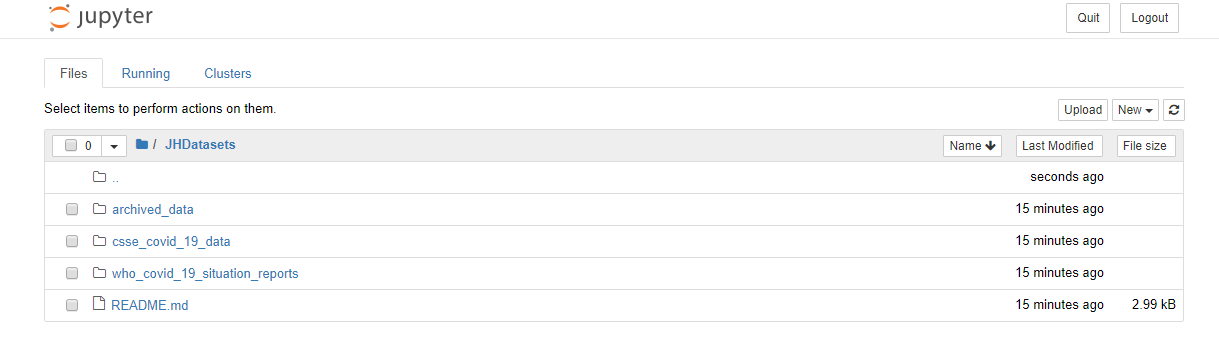 jupyter Quit Logout
Files Running Clusters
Select items to perform actions on them. Upload New
0 / JHDatasets Name Last Modified File size
.. seconds ago
archived_data 15 minutes ago
csse_covid_19_data 15 minutes ago
who_covid_19_situation_reports 15 minutes ago
README.md 15 minutes ago 2.99 kB